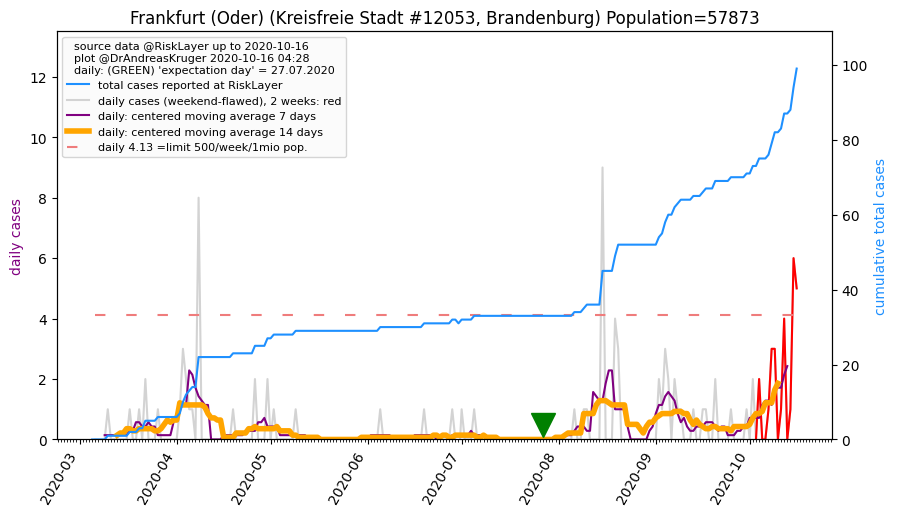 Frankfurt (Oder) (Kreisfreie Stadt #12053, Brandenburg) Population=57873
source data @RiskLayer up to 2020-10-16
plot @DrAndreasKruger 2020-10-16 04:28
daily: (GREEN) 'expectation day' = 27.07.2020
total cases reported at RiskLayer
daily cases (weekend-flawed), 2 weeks: red
daily: centered moving average 7 days
daily: centered moving average 14 days
daily 4.13 =limit 500/week/1mio pop.
daily cases
12
10
8
6
4
2
0
cumulative total cases
100
80
60
40
20
0
2020-03
2020-04
2020-05
2020-06
2020-07
2020-08
2020-09
2020-10